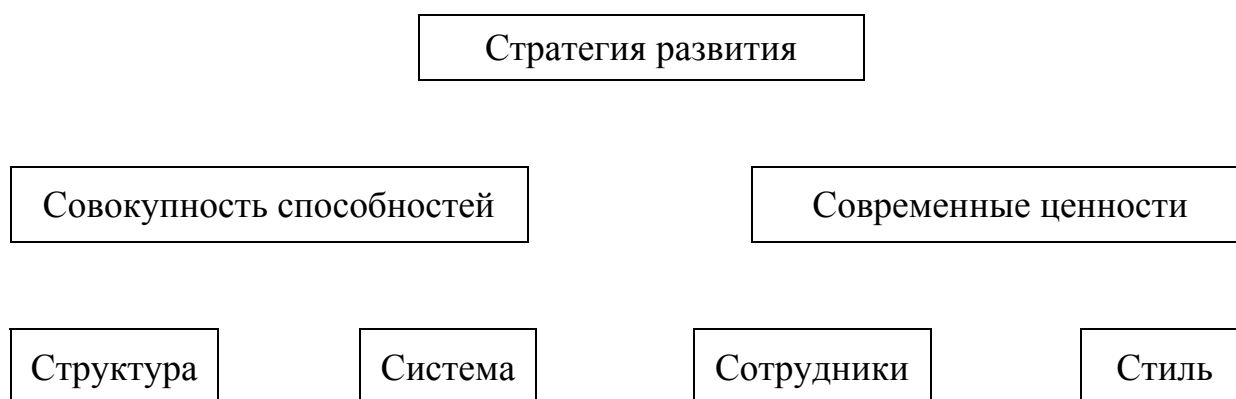 Стратегия развития
Совокупность способностей
Современные ценности
Структура
Система
Сотрудники
Стиль